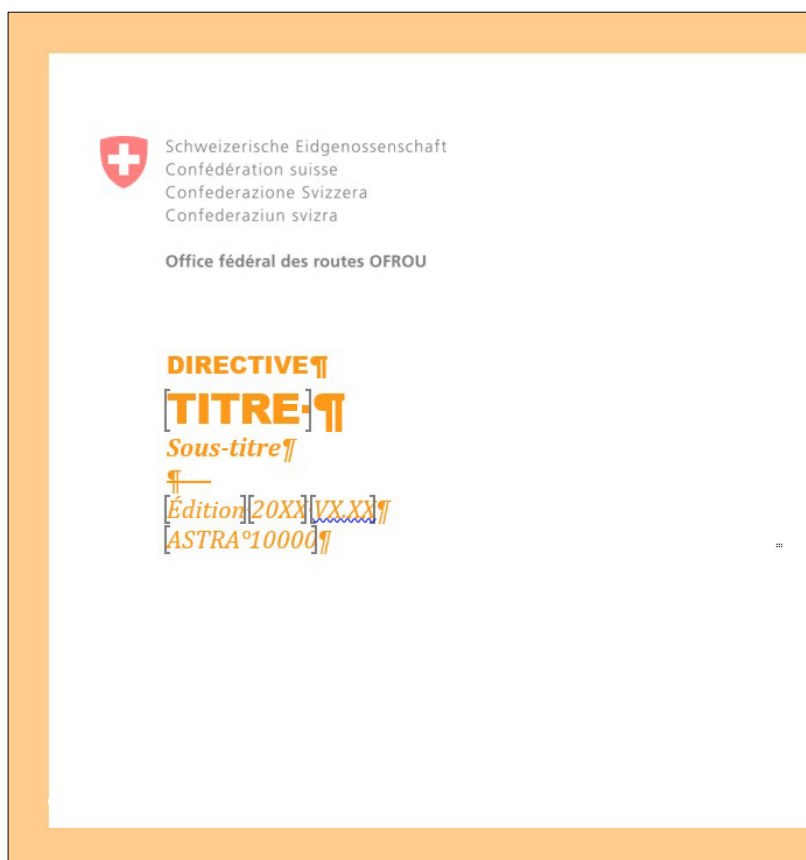 Schweizerische Eidgenossenschaft
Confédération suisse
Confederazione Svizzera
Confederaziun svizra
Office fédéral des routes OFROU
DIRECTIVE¶
[TITRE·]¶
Sous-titre¶
¶
[Édition·][20XX·][VX.XX]¶
[ASTRA°10000]¶